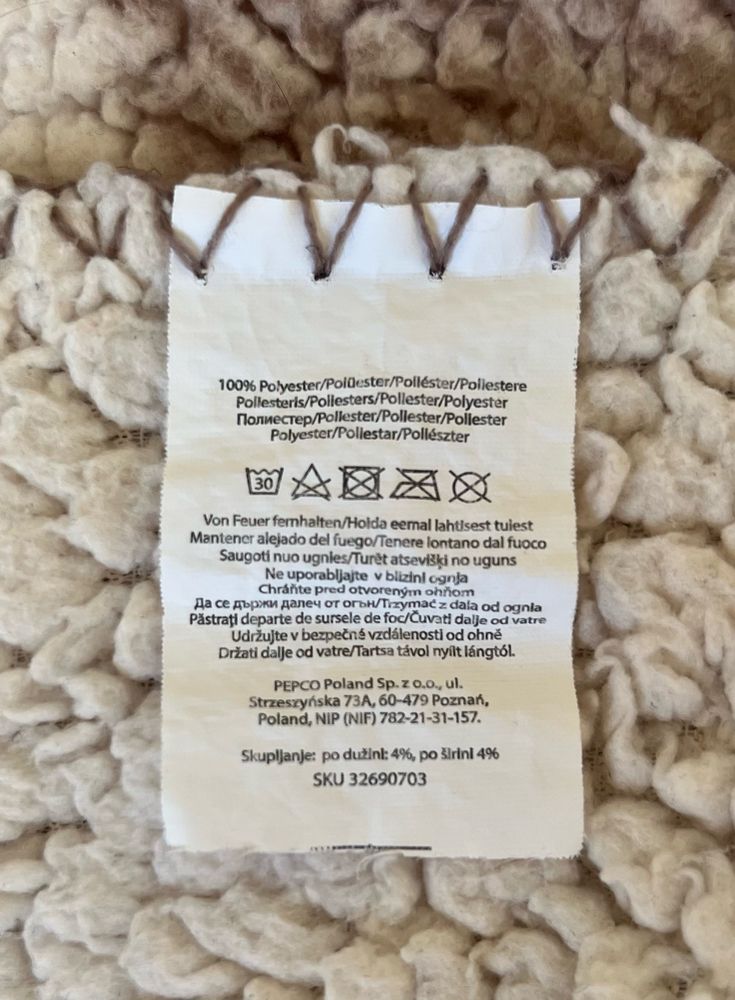 100% Polyester/Polüester/Poliéster/Poliestere
Poliesteris/Poliesters/Poliester/Polyester
Полиестер/Poliester/Poliester/Poliester
Polyester/Poliestar/Poliészter
30
Von Feuer fernhalten/Hoida eemal lahtisest tulest
Mantener alejado del fuego/Tenere lontano dal fuoco
Saugoti nuo ugnies/Turēt atsevišķi no uguns
Ne uporabljajte v bližini ognja
Chráňte pred otvoreným ohňom
Да се държи далеч от огън/Trzymać z dala od ognia
Păstrați departe de sursele de foc/Čuvati dalje od vatre
Udržujte v bezpečné vzdálenosti od ohně
Držati dalje od vatre/Tartsa távol nyílt lángtól.
PEPCO Poland Sp. z o.o., ul.
Strzeszyńska 73A, 60-479 Poznań,
Poland, NIP (NIF) 782-21-31-157.
Skupljanje: po dužini: 4%, po širini 4%
SKU 32690703